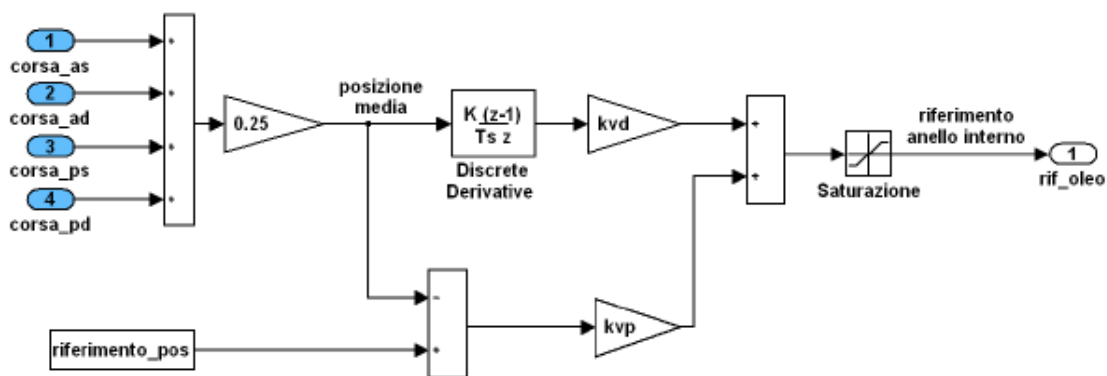 1
corsa_as
2
corsa_ad
3
corsa_ps
4
corsa_pd
+
+
+
+
0.25
posizione
media
K (z-1)
Ts z
Discrete
Derivative
kvd
+
+
Saturazione
riferimento
anello interno
1
rif_oleo
-
+
riferimento_pos
kvp